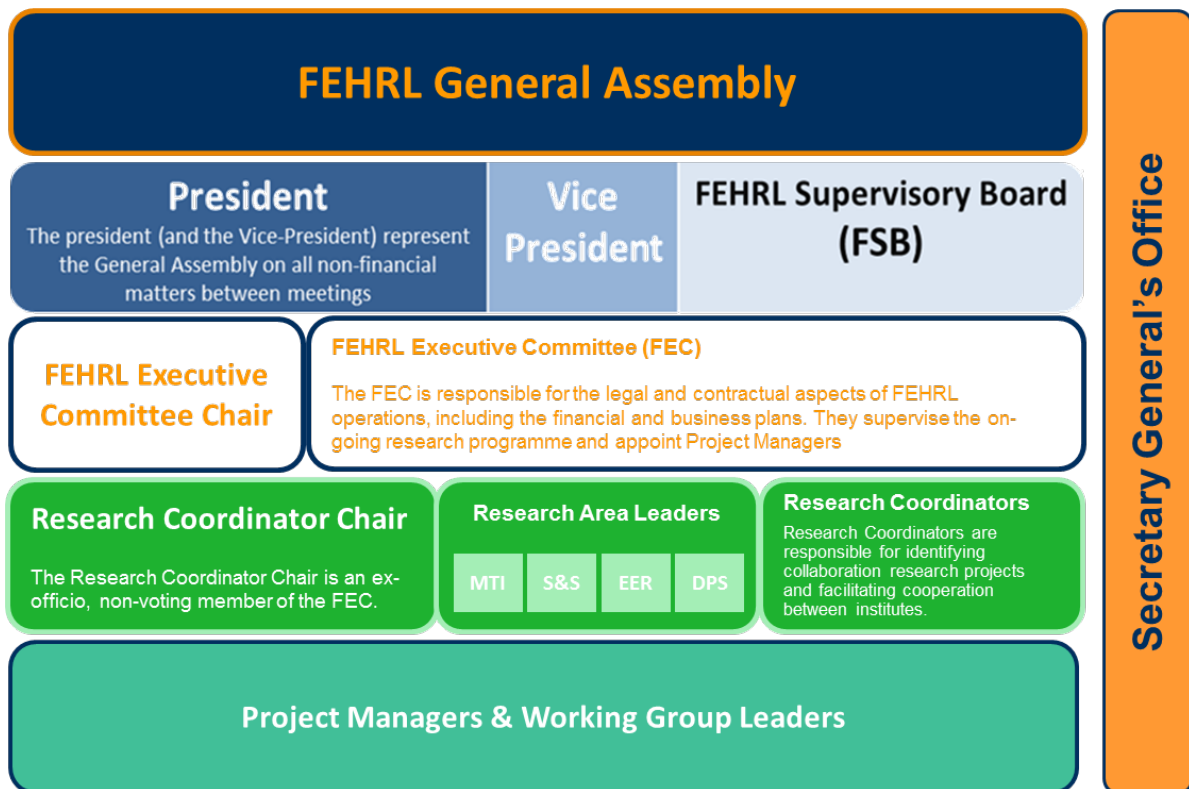 FEHRL General Assembly
President
The president (and the Vice-President) represent
the General Assembly on all non-financial
matters between meetings
Vice
President
FEHRL Supervisory Board
(FSB)
FEHRL Executive
Committee Chair
FEHRL Executive Committee (FEC)
The FEC is responsible for the legal and contractual aspects of FEHRL
operations, including the financial and business plans. They supervise the on-
going research programme and appoint Project Managers
Research Coordinator Chair
The Research Coordinator Chair is an ex-
officio, non-voting member of the FEC.
Research Area Leaders
MTI
S&S
EER
DPS
Research Coordinators
Research Coordinators are
responsible for identifying
collaboration research projects
and facilitating cooperation
between institutes.
Project Managers & Working Group Leaders
Secretary General's Office